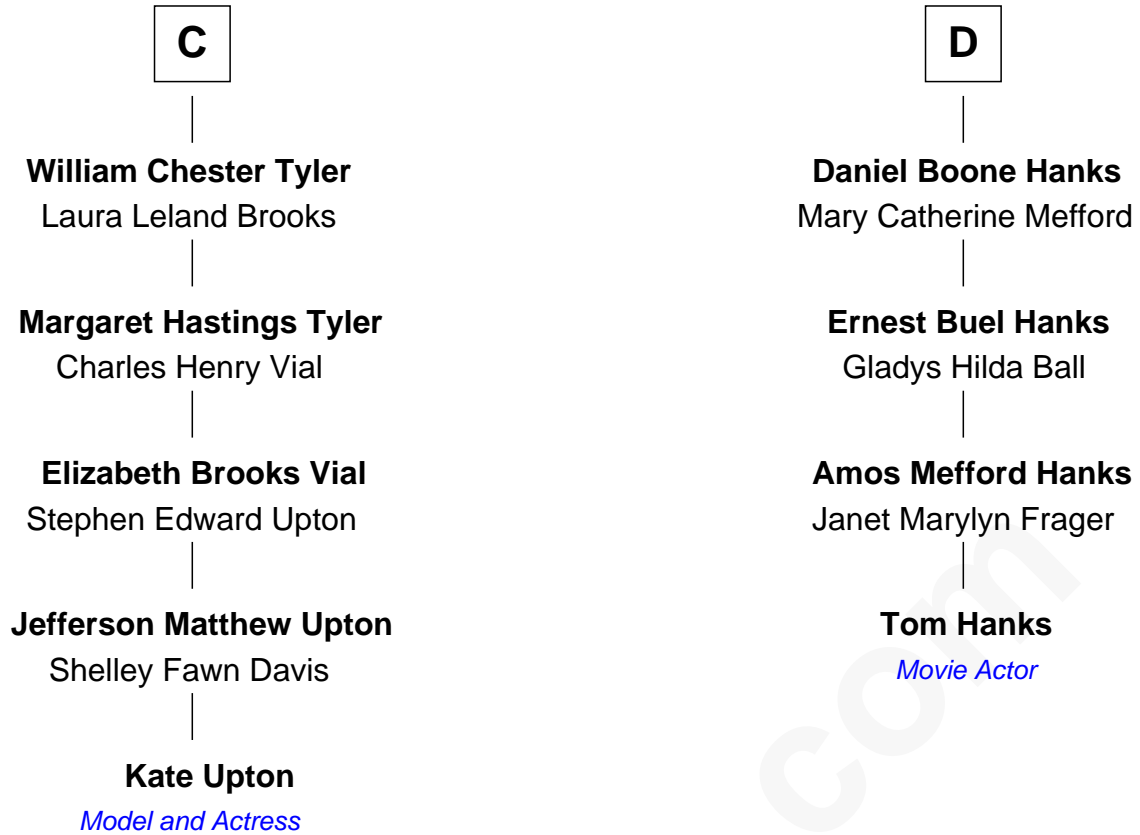 C
William Chester Tyler
Laura Leland Brooks
Margaret Hastings Tyler
Charles Henry Vial
Elizabeth Brooks Vial
Stephen Edward Upton
Jefferson Matthew Upton
Shelley Fawn Davis
Kate Upton
Model and Actress
D
Daniel Boone Hanks
Mary Catherine Mefford
Ernest Buel Hanks
Gladys Hilda Ball
Amos Mefford Hanks
Janet Marylyn Frager
Tom Hanks
Movie Actor
com